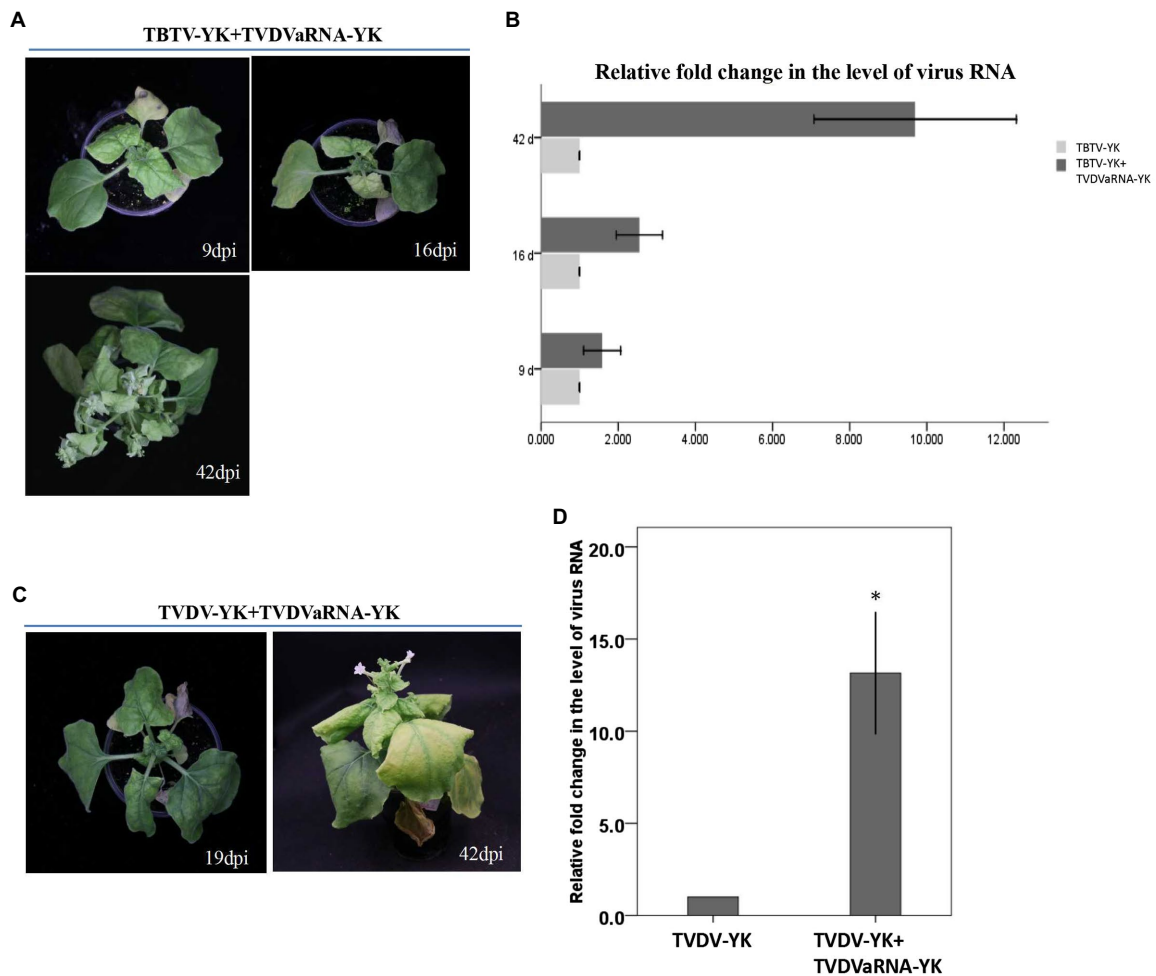 A
TBTV-YK+TVDVaRNA-YK
9dpi
16dpi
42dpi
B
Relative fold change in the level of virus RNA
42 d
16 d
9 d
0.000 2.000 4.000 6.000 8.000 10.000 12.000
TBTV-YK
TBTV-YK+
TVDVaRNA-YK
C
TVDV-YK+TVDVaRNA-YK
19dpi
42dpi
D
Relative fold change in the level of virus RNA
20.0
15.0
10.0
5.0
0.0
*
TVDV-YK
TVDV-YK+
TVDVaRNA-YK